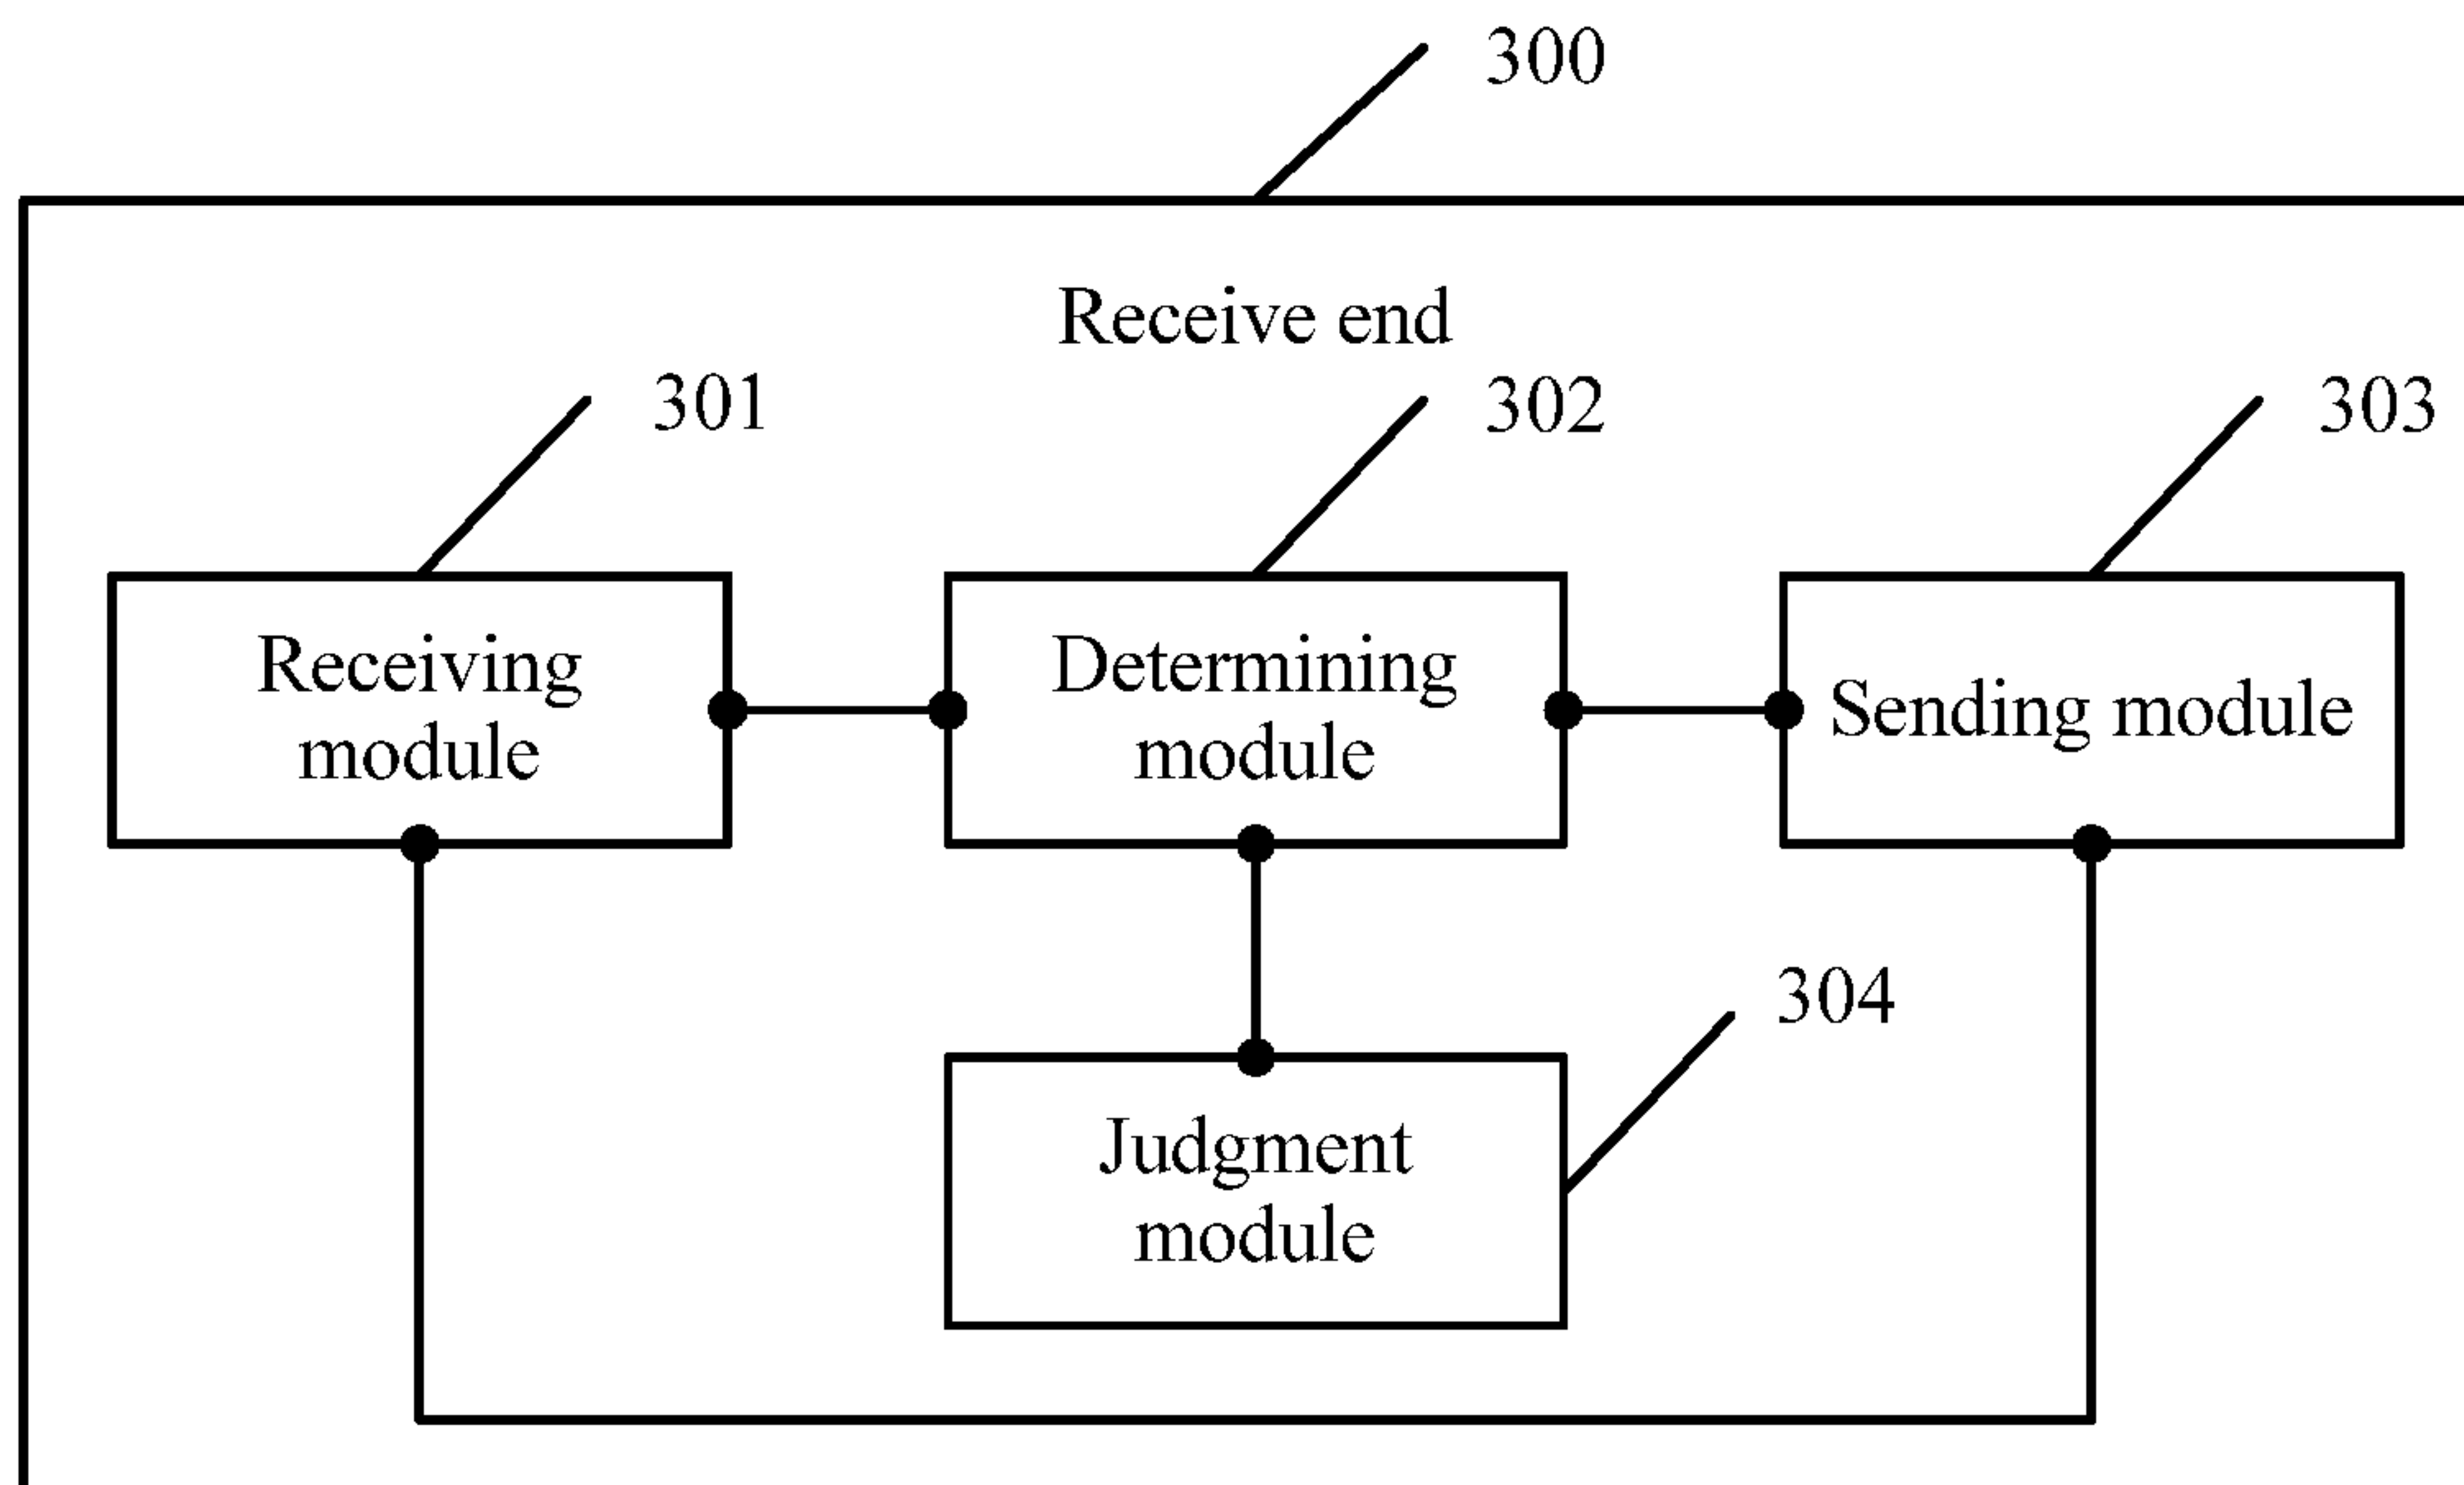 300
Receive end
301
302
303
Receiving
module
Determining
module
Sending module
304
Judgment
module